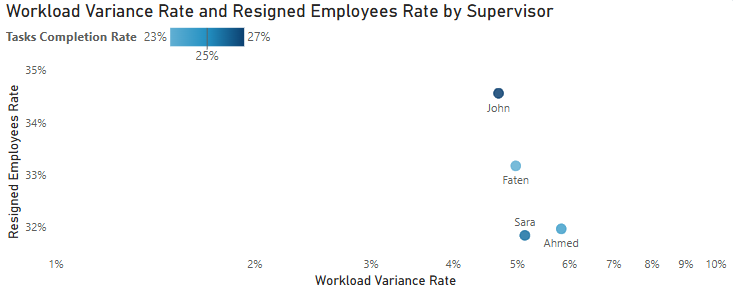 Workload Variance Rate and Resigned Employees Rate by Supervisor
Tasks Completion Rate 23% 27%
25%
35%
34%
33%
32%
Resigned Employees Rate
John
Faten
Sara
Ahmed
1% 2% 3% 4% 5% 6% 7% 8% 9% 10%
Workload Variance Rate